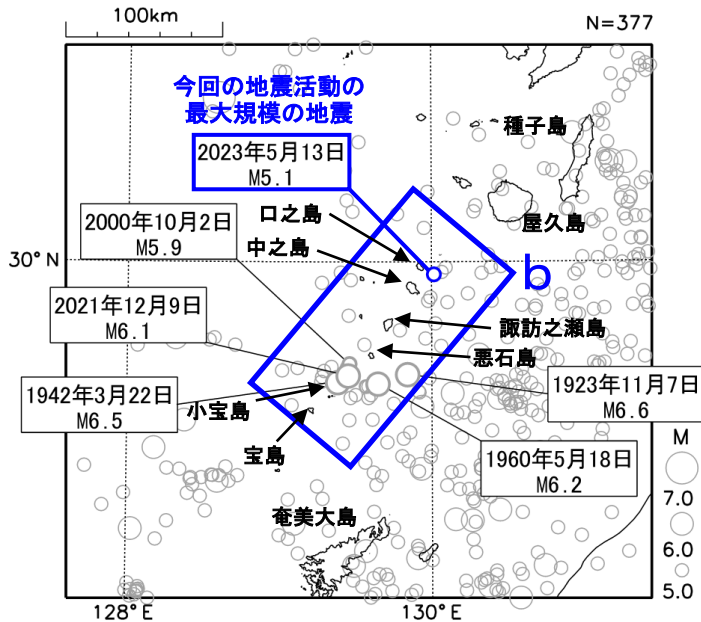 100km
N=377
今回の地震活動の
最大規模の地震
2023年5月13日
M5.1
種子島
屋久島
口之島
2000年10月2日
M5.9
中之島
30°N
b
2021年12月9日
M6.1
諏訪之瀬島
悪石島
1942年3月22日
M6.5
小宝島
1923年11月7日
M6.6
宝島
1960年5月18日
M6.2
M
7.0
6.0
5.0
奄美大島
128°E
130°E